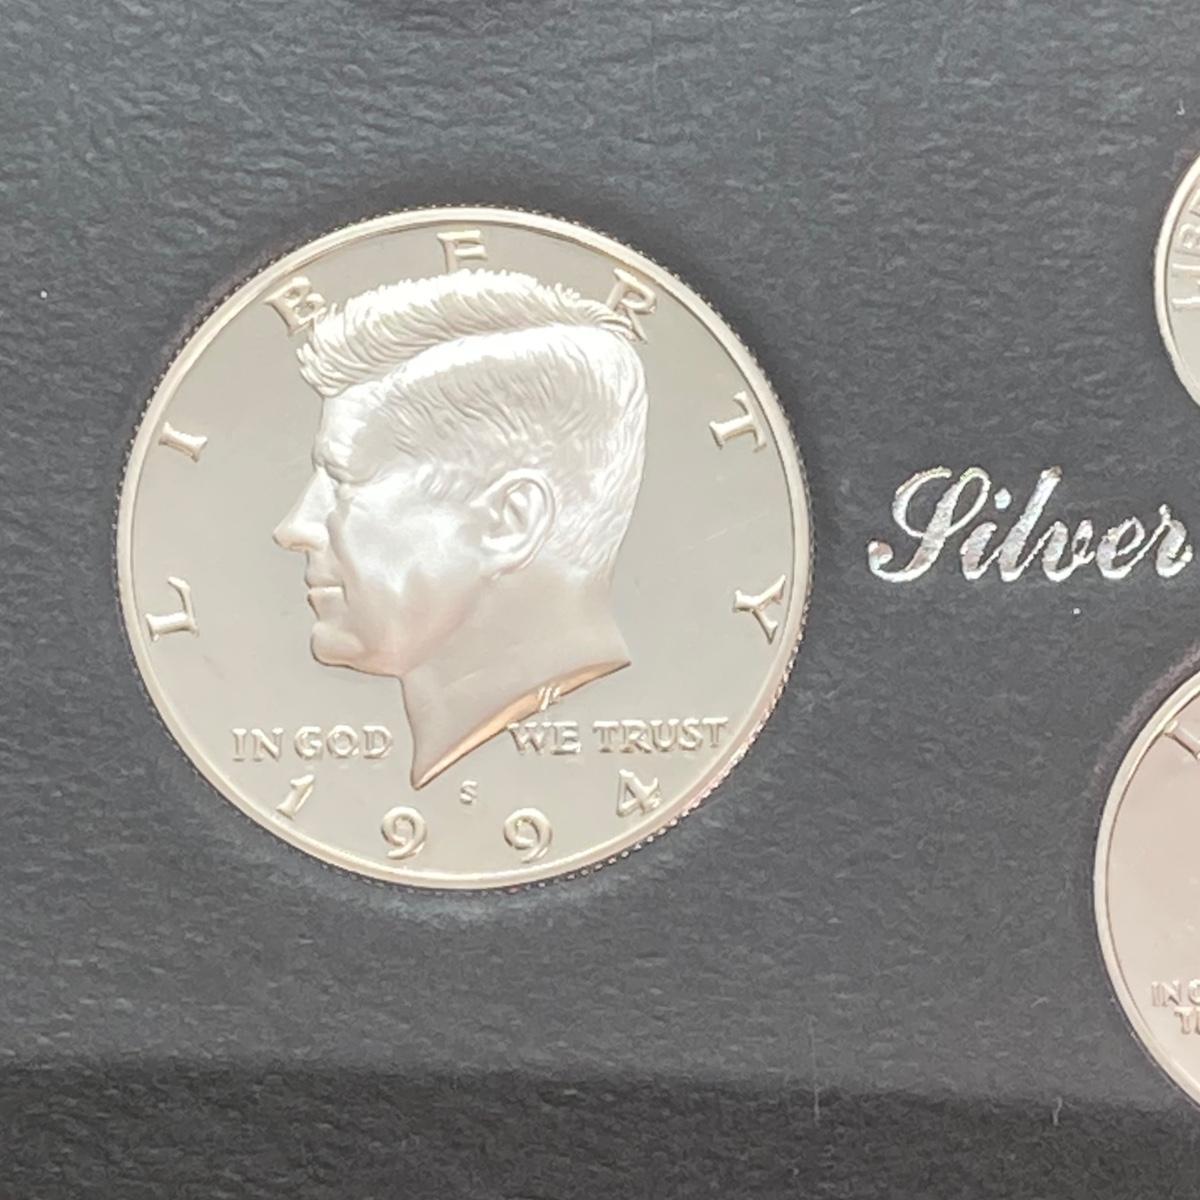 LIBERTY
IN GOD WE TRUST
S
1994
Silver